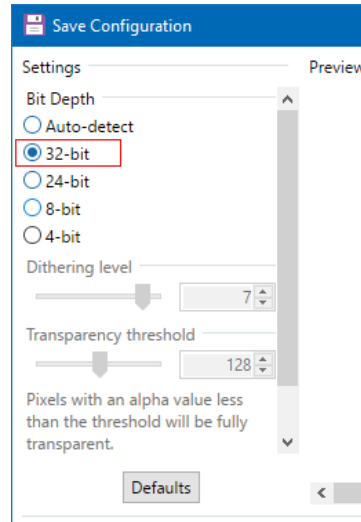 Save Configuration
Settings
Preview
Bit Depth
Auto-detect
32-bit
24-bit
8-bit
4-bit
Dithering level
7
Transparency threshold
128
Pixels with an alpha value less
than the threshold will be fully
transparent.
Defaults